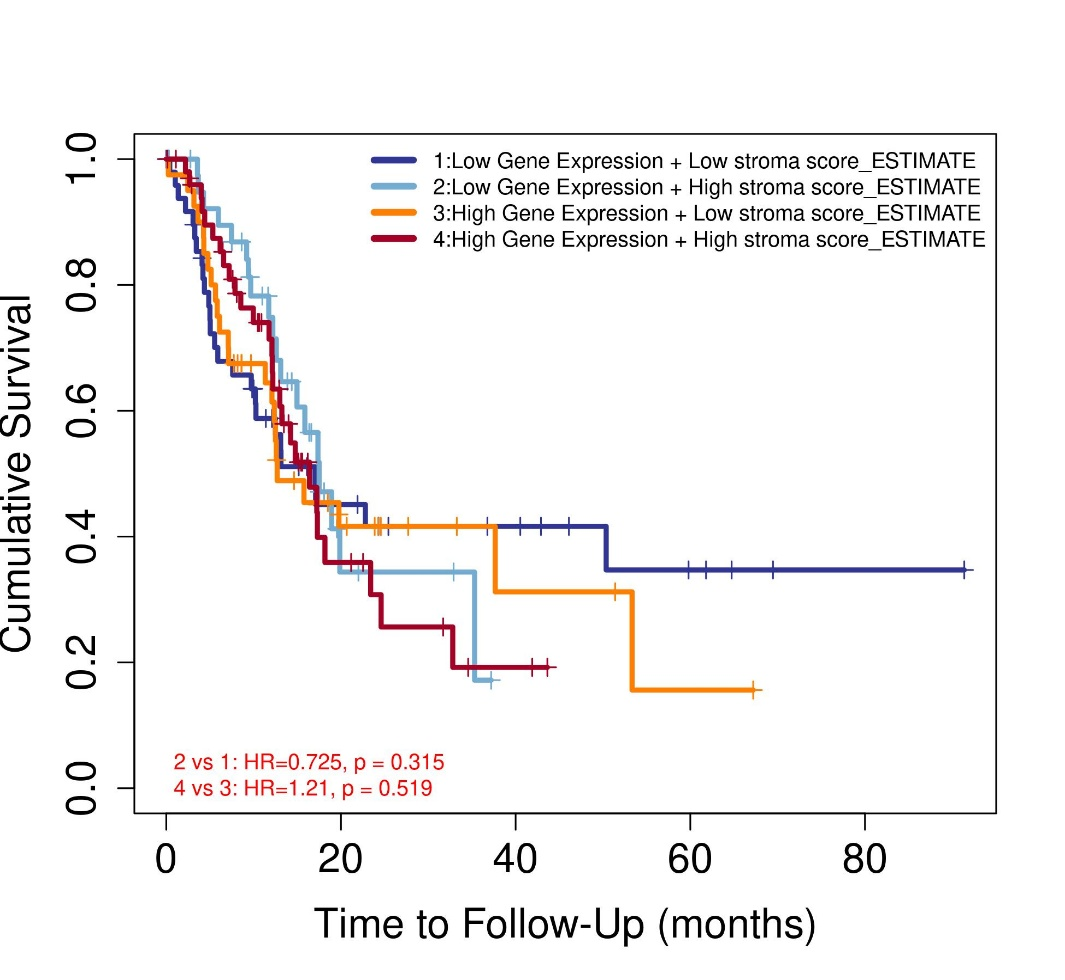 1:Low Gene Expression + Low stroma score_ESTIMATE
2:Low Gene Expression + High stroma score_ESTIMATE
3:High Gene Expression + Low stroma score_ESTIMATE
4:High Gene Expression + High stroma score_ESTIMATE
Cumulative Survival
1.0
0.8
0.6
0.4
0.2
0.0
2 vs 1: HR=0.725, p = 0.315
4 vs 3: HR=1.21, p = 0.519
0 20 40 60 80
Time to Follow-Up (months)